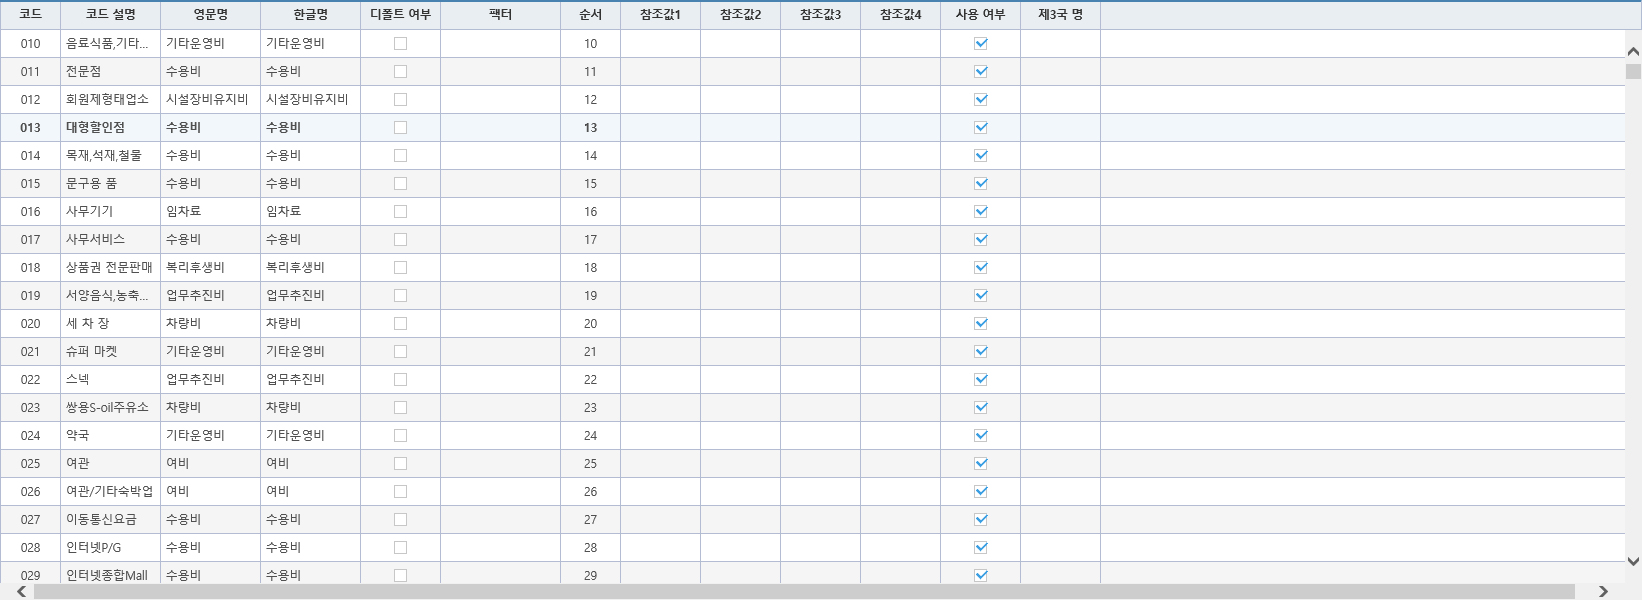 코드 코드 설명 영문명 한글명 디폴트 여부 팩터 순서 참조값1 참조값2 참조값3 참조값4 사용 여부 제3국 명
010 음료식품,기타... 기타운영비 기타운영비 10
011 전문점 수용비 수용비 11
012 회원제형태업소 시설장비유지비 시설장비유지비 12
013 대형할인점 수용비 수용비 13
014 목재,석재,철물 수용비 수용비 14
015 문구용 품 수용비 수용비 15
016 사무기기 임차료 임차료 16
017 사무서비스 수용비 수용비 17
018 상품권 전문판매 복리후생비 복리후생비 18
019 서양음식,농축... 업무추진비 업무추진비 19
020 세 차 장 차량비 차량비 20
021 슈퍼 마켓 기타운영비 기타운영비 21
022 스넥 업무추진비 업무추진비 22
023 쌍용S-oil주유소 차량비 차량비 23
024 약국 기타운영비 기타운영비 24
025 여관 여비 여비 25
026 여관/기타숙박업 여비 여비 26
027 이동통신요금 수용비 수용비 27
028 인터넷P/G 수용비 수용비 28
029 인터넷종합Mall 수용비 수용비 29